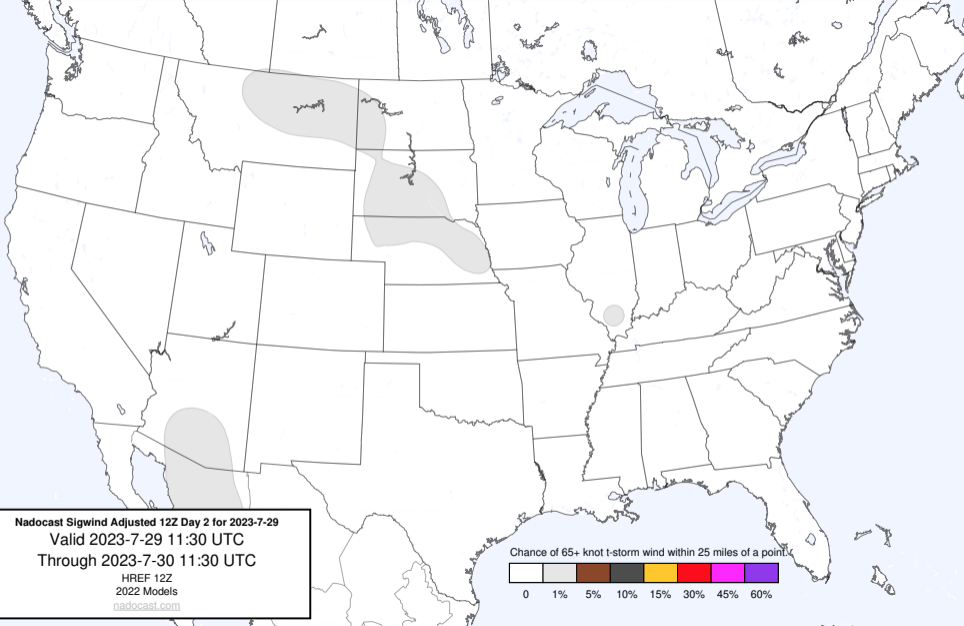 Nadocast Sigwind Adjusted 12Z Day 2 for 2023-7-29
Valid 2023-7-29 11:30 UTC
Through 2023-7-30 11:30 UTC
HREF 12Z
2022 Models
nadocast.com
Chance of 65+ knot t-storm wind within 25 miles of a point.
0 1% 5% 10% 15% 30% 45% 60%